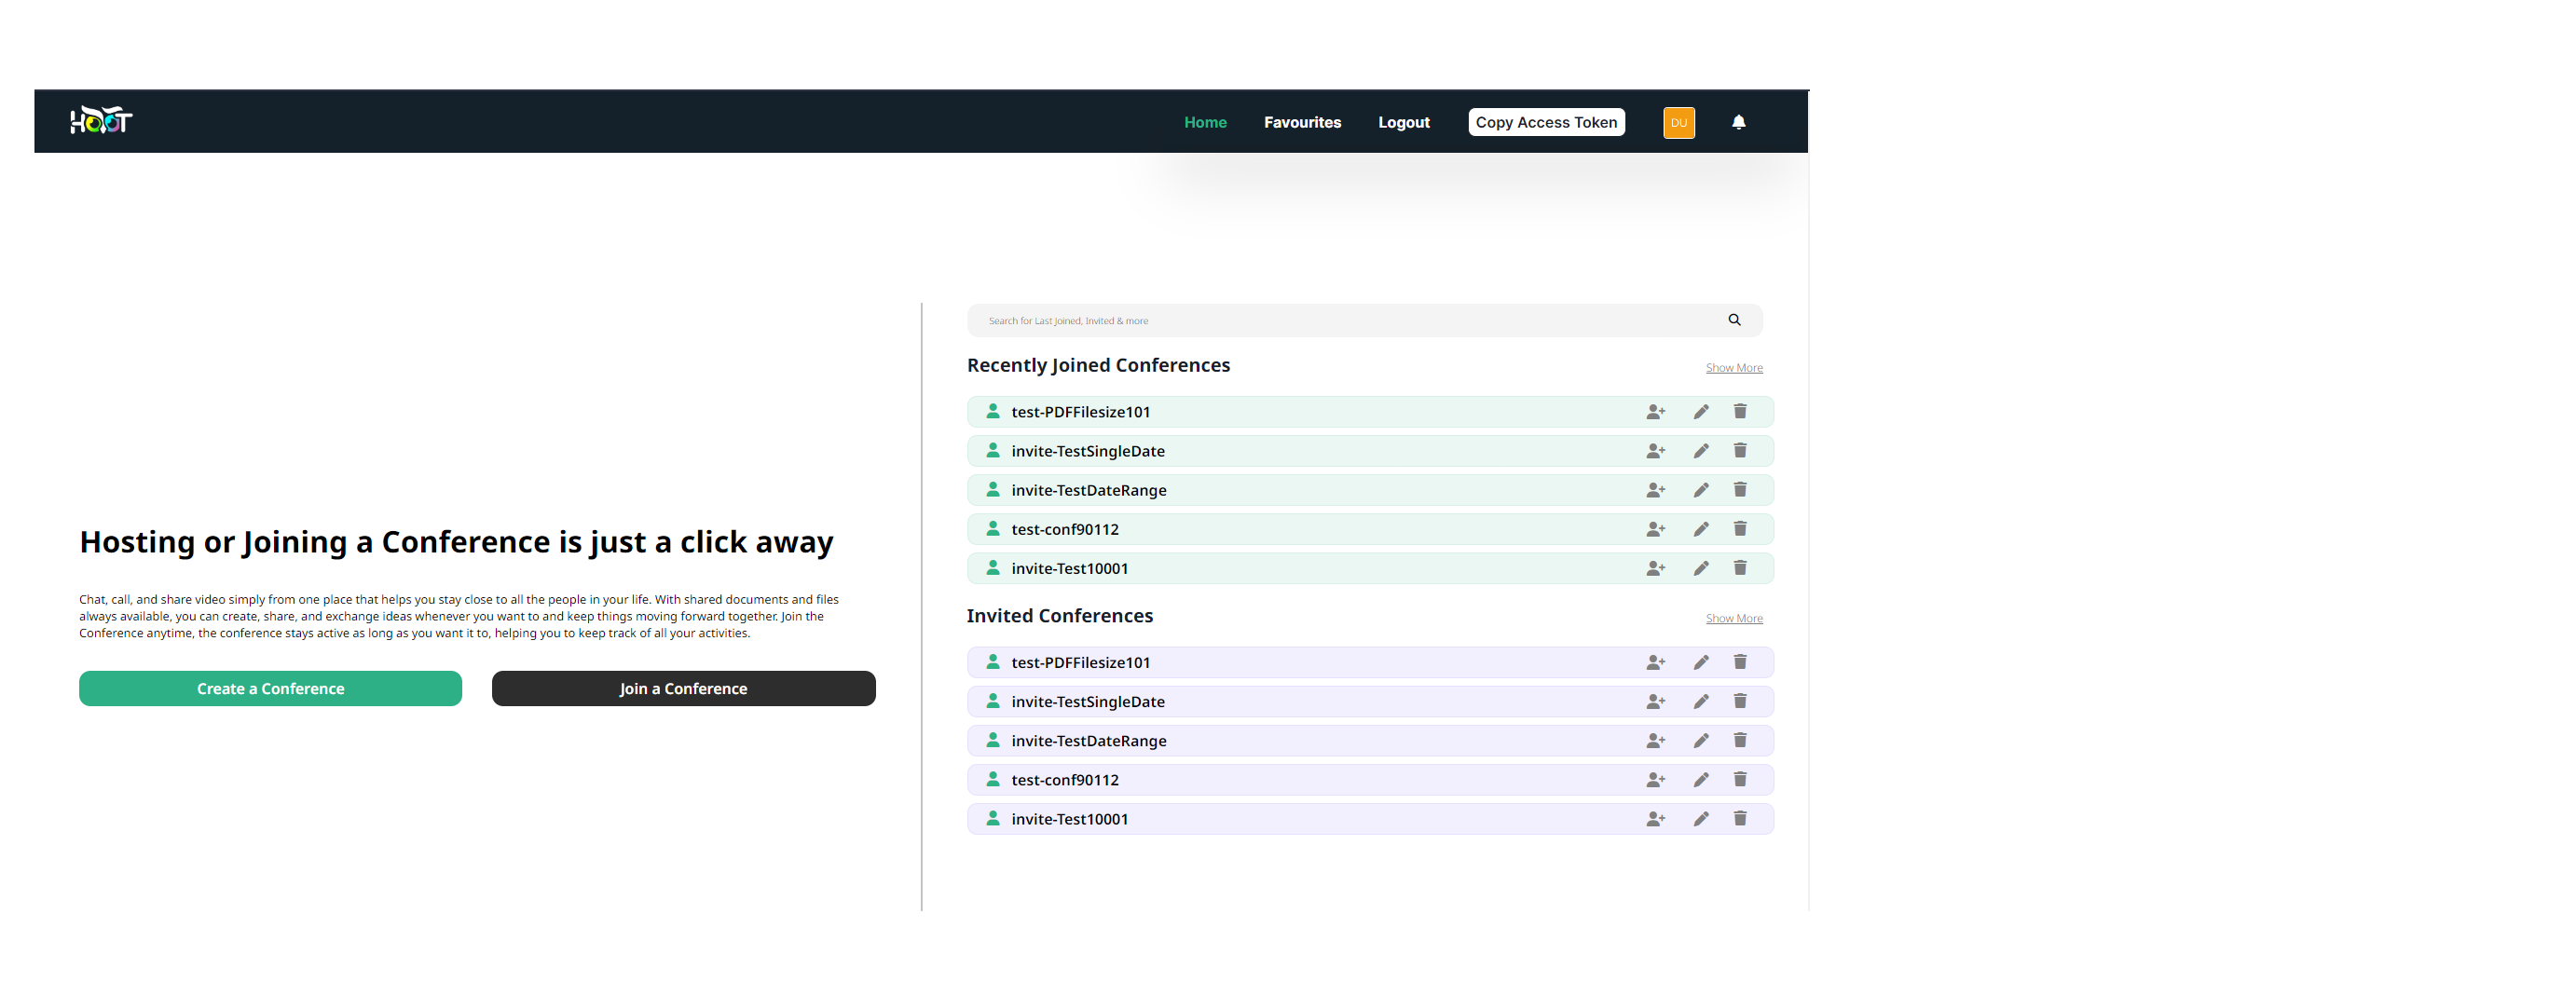 HOOT
Home Favourites Logout Copy Access Token DU
Hosting or Joining a Conference is just a click away
Chat, call, and share video simply from one place that helps you stay close to all the people in your life. With shared documents and files
always available, you can create, share, and exchange ideas whenever you want to and keep things moving forward together. Join the
Conference anytime, the conference stays active as long as you want it to, helping you to keep track of all your activities.
Create a Conference Join a Conference
Search for Last Joined, Invited & more
Recently Joined Conferences Show More
test-PDFFilesize101
invite-TestSingleDate
invite-TestDateRange
test-conf90112
invite-Test10001
Invited Conferences Show More
test-PDFFilesize101
invite-TestSingleDate
invite-TestDateRange
test-conf90112
invite-Test10001